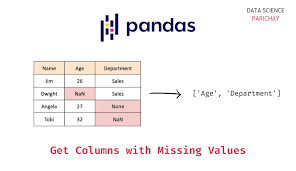 DATA SCIENCE
PARICHAY
pandas
Name Age Department
Jim 26 Sales
Dwight NaN Sales
Angela 27 None
Tobi 32 NaN
['Age', 'Department']
Get Columns with Missing Values